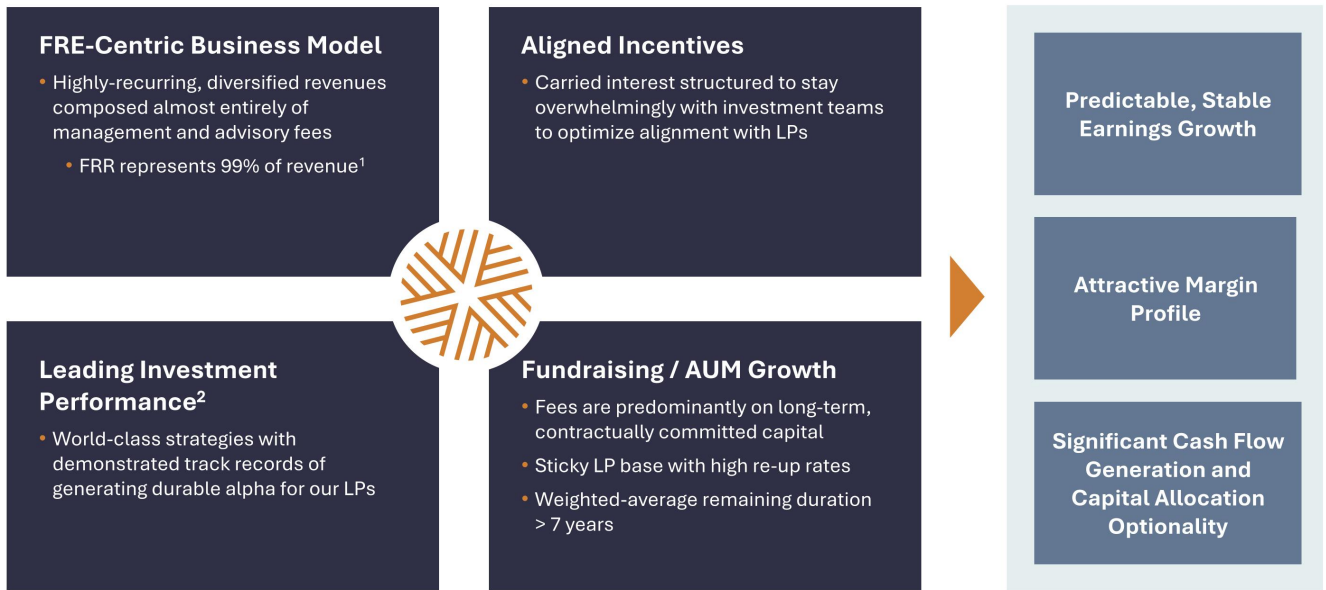 FRE-Centric Business Model
• Highly-recurring, diversified revenues
composed almost entirely of
management and advisory fees
• FRR represents 99% of revenue¹
Aligned Incentives
• Carried interest structured to stay
overwhelmingly with investment teams
to optimize alignment with LPs
Leading Investment
Performance²
• World-class strategies with
demonstrated track records of
generating durable alpha for our LPs
Fundraising / AUM Growth
• Fees are predominantly on long-term,
contractually committed capital
• Sticky LP base with high re-up rates
• Weighted-average remaining duration
> 7 years
Predictable, Stable
Earnings Growth
Attractive Margin
Profile
Significant Cash Flow
Generation and
Capital Allocation
Optionality